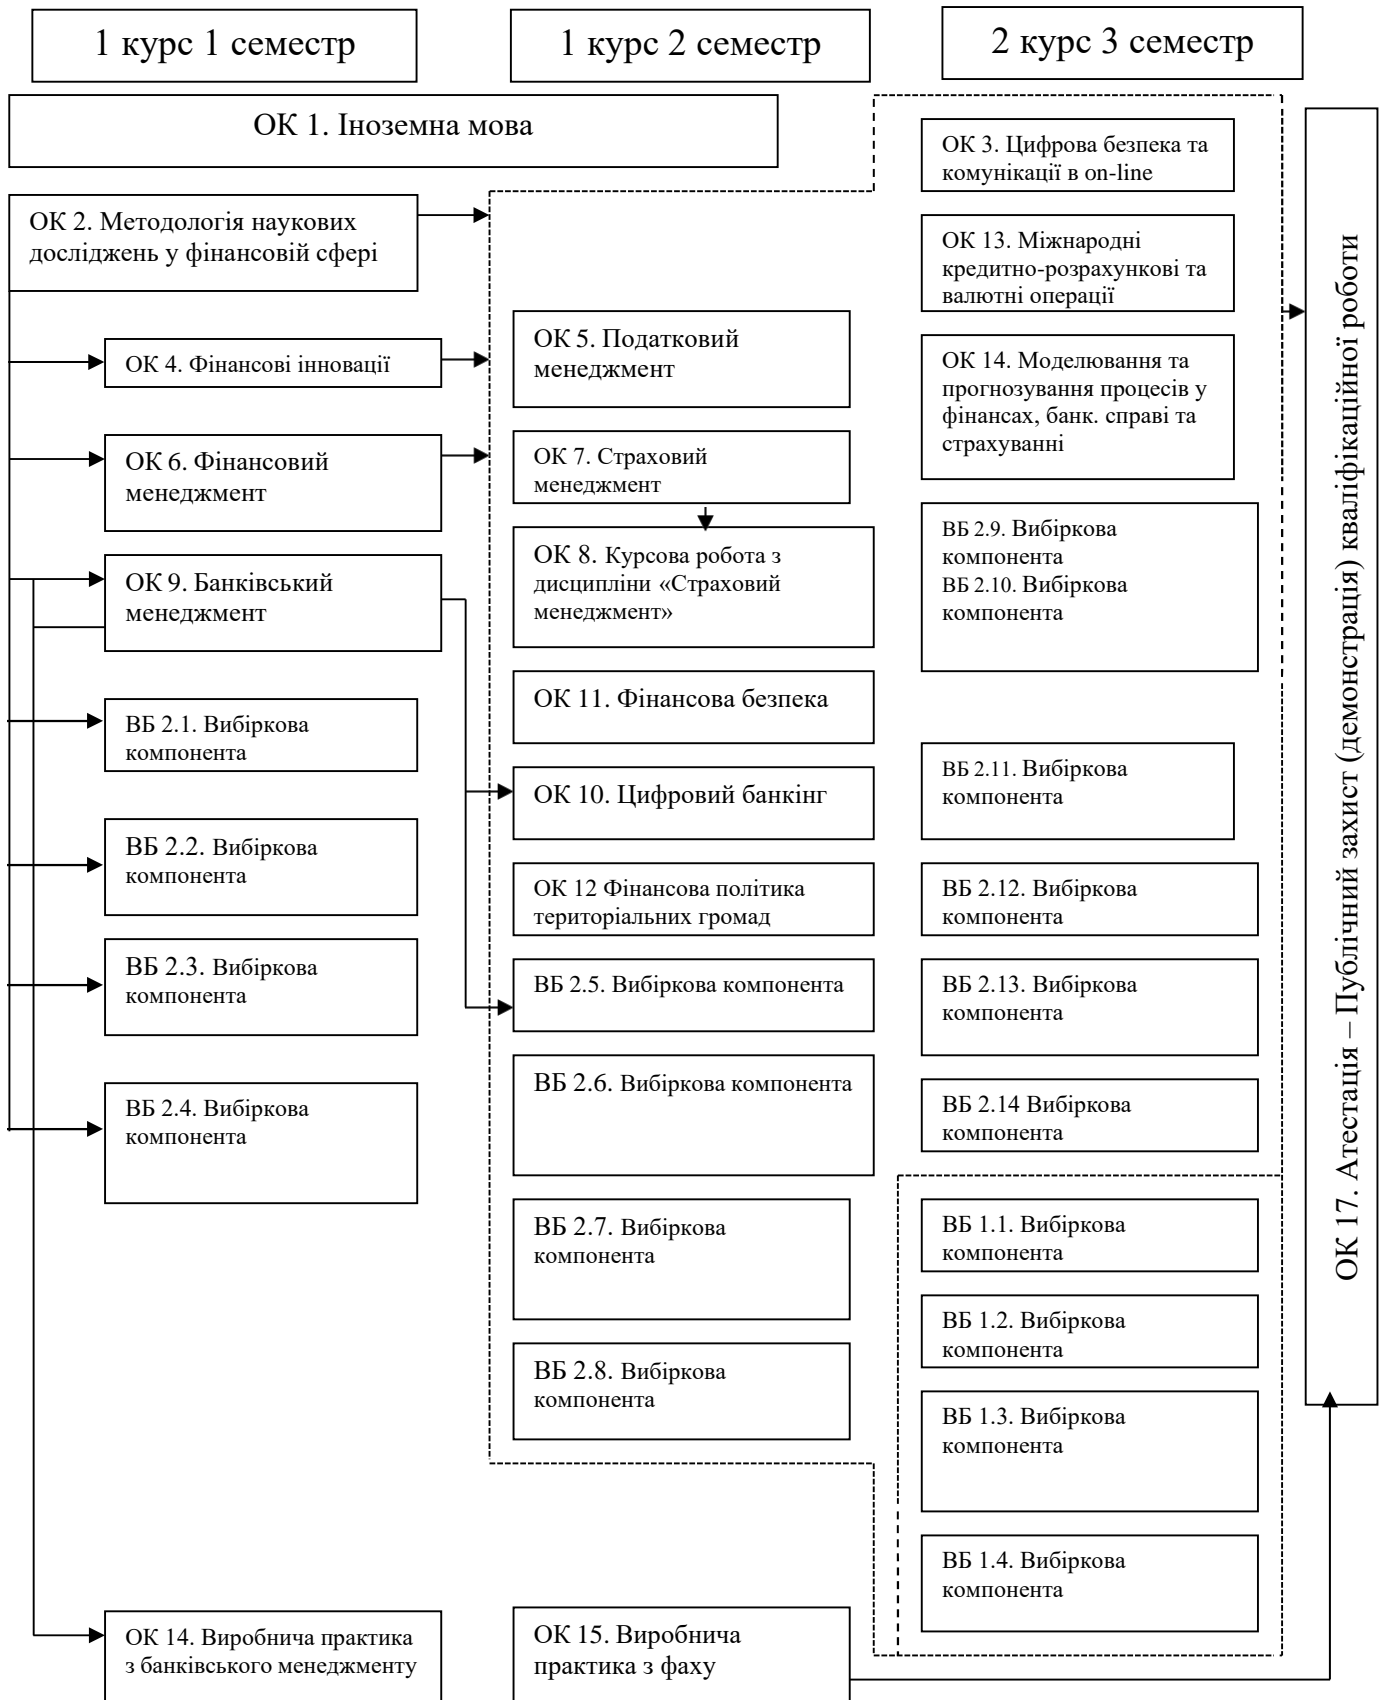 1 курс 1 семестр
1 курс 2 семестр
2 курс 3 семестр
ОК 1. Іноземна мова
ОК 2. Методологія наукових
досліджень у фінансовій сфері
ОК 4. Фінансові інновації
ОК 6. Фінансовий
менеджмент
ОК 9. Банківський
менеджмент
ВБ 2.1. Вибіркова
компонента
ВБ 2.2. Вибіркова
компонента
ВБ 2.3. Вибіркова
компонента
ВБ 2.4. Вибіркова
компонента
ОК 14. Виробнича практика
з банківського менеджменту
ОК 5. Податковий
менеджмент
ОК 7. Страховий
менеджмент
ОК 8. Курсова робота з
дисципліни «Страховий
менеджмент»
ОК 11. Фінансова безпека
ОК 10. Цифровий банкінг
ОК 12 Фінансова політика
територіальних громад
ВБ 2.5. Вибіркова компонента
ВБ 2.6. Вибіркова компонента
ВБ 2.7. Вибіркова
компонента
ВБ 2.8. Вибіркова
компонента
ОК 15. Виробнича
практика з фаху
ОК 3. Цифрова безпека та
комунікації в on-line
ОК 13. Міжнародні
кредитно-розрахункові та
валютні операції
ОК 14. Моделювання та
прогнозування процесів у
фінансах, банк. справі та
страхуванні
ВБ 2.9. Вибіркова
компонента
ВБ 2.10. Вибіркова
компонента
ВБ 2.11. Вибіркова
компонента
ВБ 2.12. Вибіркова
компонента
ВБ 2.13. Вибіркова
компонента
ВБ 2.14 Вибіркова
компонента
ВБ 1.1. Вибіркова
компонента
ВБ 1.2. Вибіркова
компонента
ВБ 1.3. Вибіркова
компонента
ВБ 1.4. Вибіркова
компонента
ОК 17. Атестація – Публічний захист (демонстрація) кваліфікаційної роботи